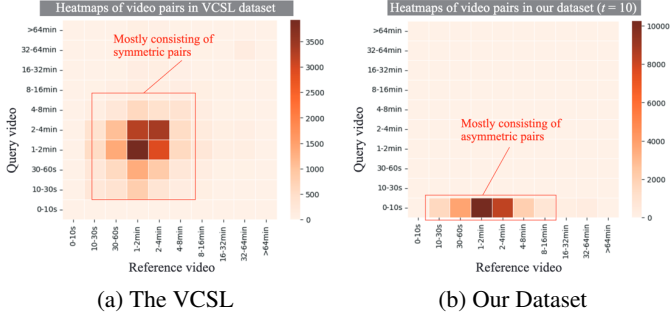 Heatmaps of video pairs in VCSL dataset
Mostly consisting of
symmetric pairs
Query video
>64min
32-64min
16-32min
8-16min
4-8min
2-4min
1-2min
30-60s
10-30s
0-10s
0-10s
10-30s
30-60s
1-2min
2-4min
4-8min
8-16min
16-32min
32-64min
>64min
Reference video
3500
3000
2500
2000
1500
1000
500
0
(a) The VCSL
Heatmaps of video pairs in our dataset (t = 10)
Mostly consisting of
asymmetric pairs
Query video
>64min
32-64min
16-32min
8-16min
4-8min
2-4min
1-2min
30-60s
10-30s
0-10s
0-10s
10-30s
30-60s
1-2min
2-4min
4-8min
8-16min
16-32min
32-64min
>64min
Reference video
10000
8000
6000
4000
2000
0
(b) Our Dataset